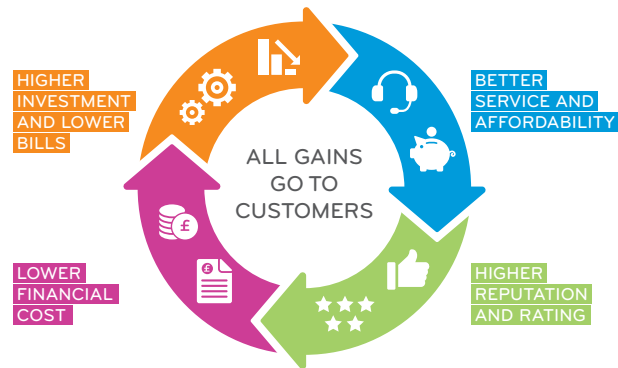 HIGHER
INVESTMENT
AND LOWER
BILLS
BETTER
SERVICE AND
AFFORDABILITY
ALL GAINS
GO TO
CUSTOMERS
£
£
LOWER
FINANCIAL
COST
HIGHER
REPUTATION
AND RATING